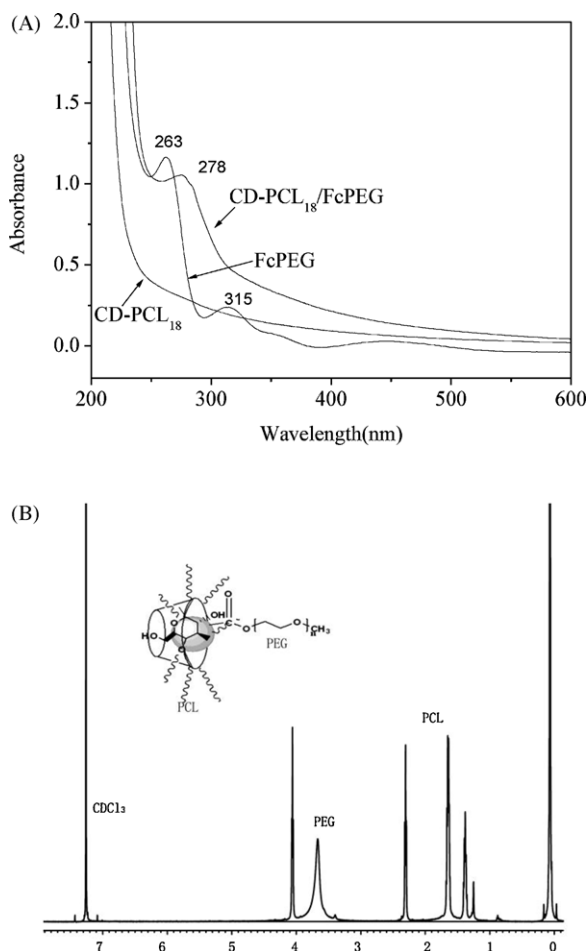 (A)
2.0
1.5
1.0
0.5
0.0
263
278
315
CD-PCL₁₈/FcPEG
FcPEG
CD-PCL₁₈
Absorbance
200 300 400 500 600
Wavelength(nm)
(B)
O
OH
C
HO
O
O
O
n
CH₃
PEG
PCL
PCL
PEG
CDCl₃
7 6 5 4 3 2 1 0